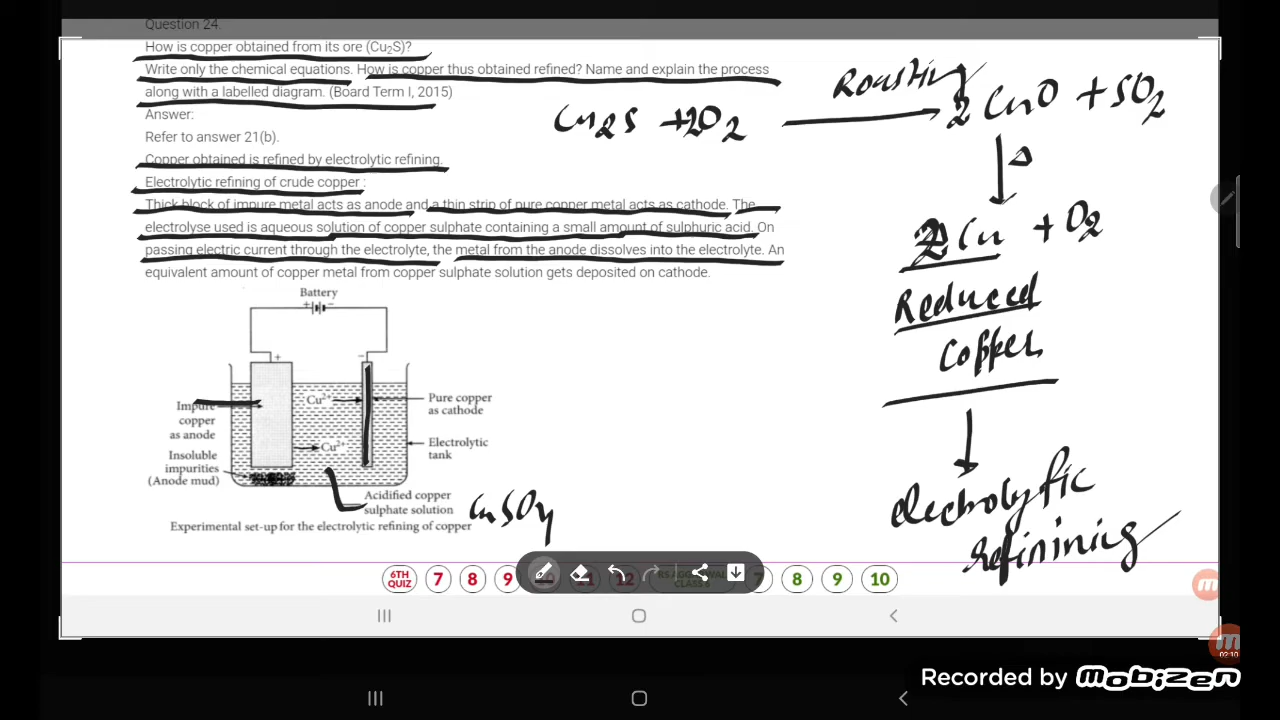 Question 24.
How is copper obtained from its ore (Cu₂S)?
Write only the chemical equations. How is copper thus obtained refined? Name and explain the process
along with a labelled diagram. (Board Term I, 2015)
Answer:
Refer to answer 21(b).
Copper obtained is refined by electrolytic refining.
Electrolytic refining of crude copper :
Thick block of impure metal acts as anode and a thin strip of pure copper metal acts as cathode. The
electrolyse used is aqueous solution of copper sulphate containing a small amount of sulphuric acid. On
passing electric current through the electrolyte, the metal from the anode dissolves into the electrolyte. An
equivalent amount of copper metal from copper sulphate solution gets deposited on cathode.
Roasting
Cu2S +2O2 → 2CuO + SO2
Δ
2Cu + O2
Reduced
Copper
Electrolytic
refinining
Battery
+ −
+ −
Impure
copper
as anode
Insoluble
impurities
(Anode mud)
Cu²⁺
Cu²⁺
Pure copper
as cathode
Electrolytic
tank
Acidified copper
sulphate solution
CuSO4
Experimental set-up for the electrolytic refining of copper
6TH
QUIZ
7 8 9 11 12
7 8 9 10
02:10
Recorded by mobizen